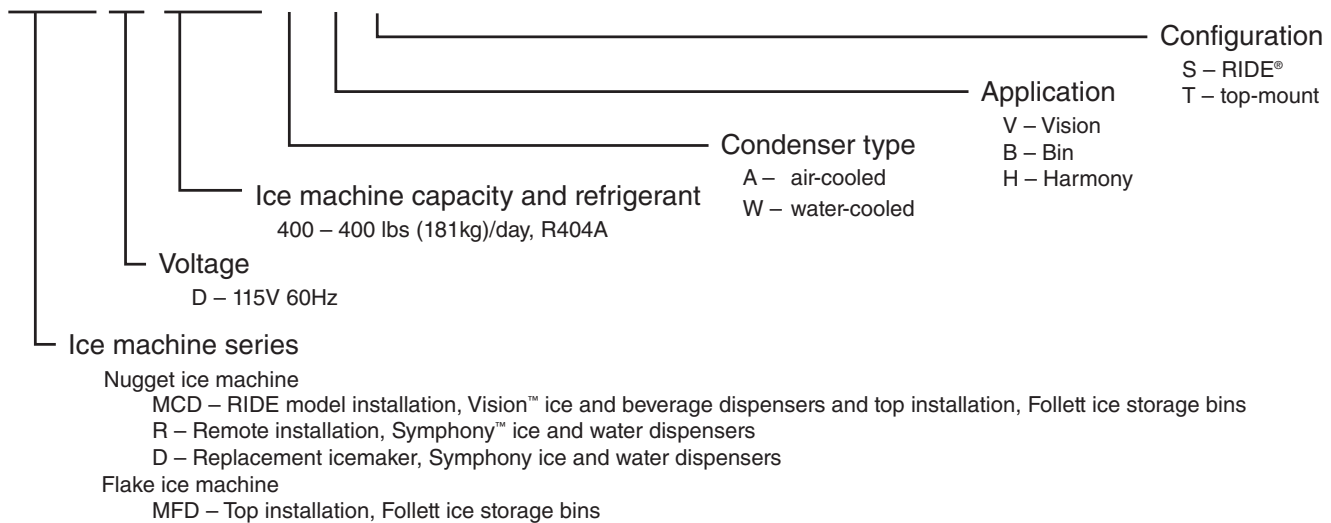 Configuration
S – RIDE®
T – top-mount
Application
V – Vision
B – Bin
H – Harmony
Condenser type
A – air-cooled
W – water-cooled
Ice machine capacity and refrigerant
400 – 400 lbs (181kg)/day, R404A
Voltage
D – 115V 60Hz
Ice machine series
Nugget ice machine
MCD – RIDE model installation, Vision™ ice and beverage dispensers and top installation, Follett ice storage bins
R – Remote installation, Symphony™ ice and water dispensers
D – Replacement icemaker, Symphony ice and water dispensers
Flake ice machine
MFD – Top installation, Follett ice storage bins